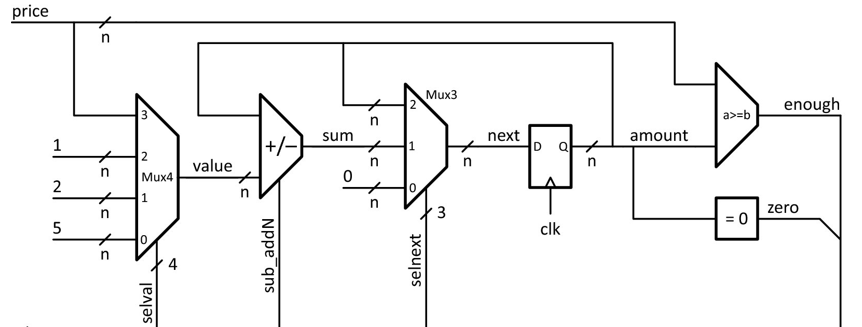 price
n
3
1
n
2
2
n
1
5
n
0
Mux4
value
n
4
selval
+/−
sub_addN
sum
n
2
n
1
0
n
0
Mux3
3
selnext
next
n
D Q
clk
n
amount
a>=b
enough
= 0
zero